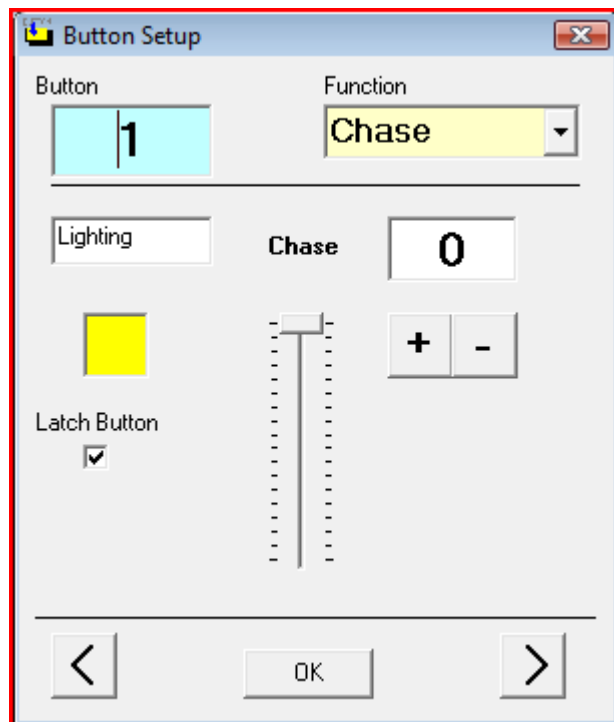 Button Setup
Button
Function
1
Chase
Lighting
Chase
0
+ -
Latch Button
< OK >